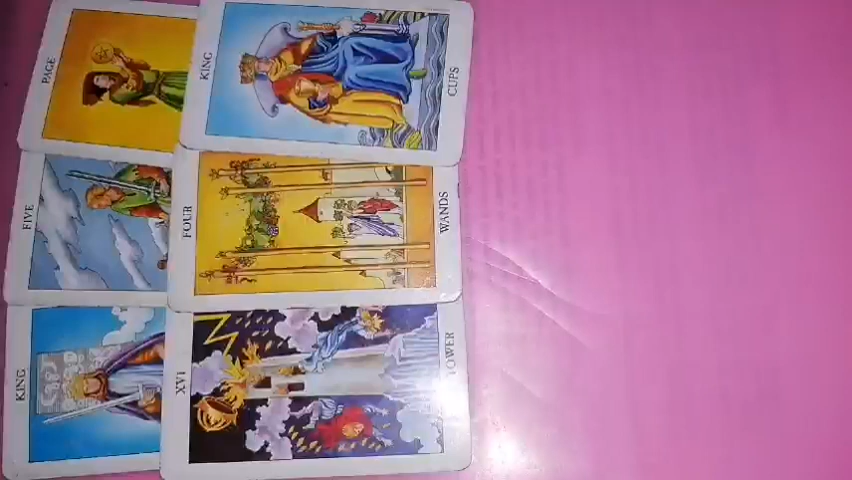 PAGE
KING
CUPS
FIVE
FOUR
WANDS
KING
XVI
TOWER